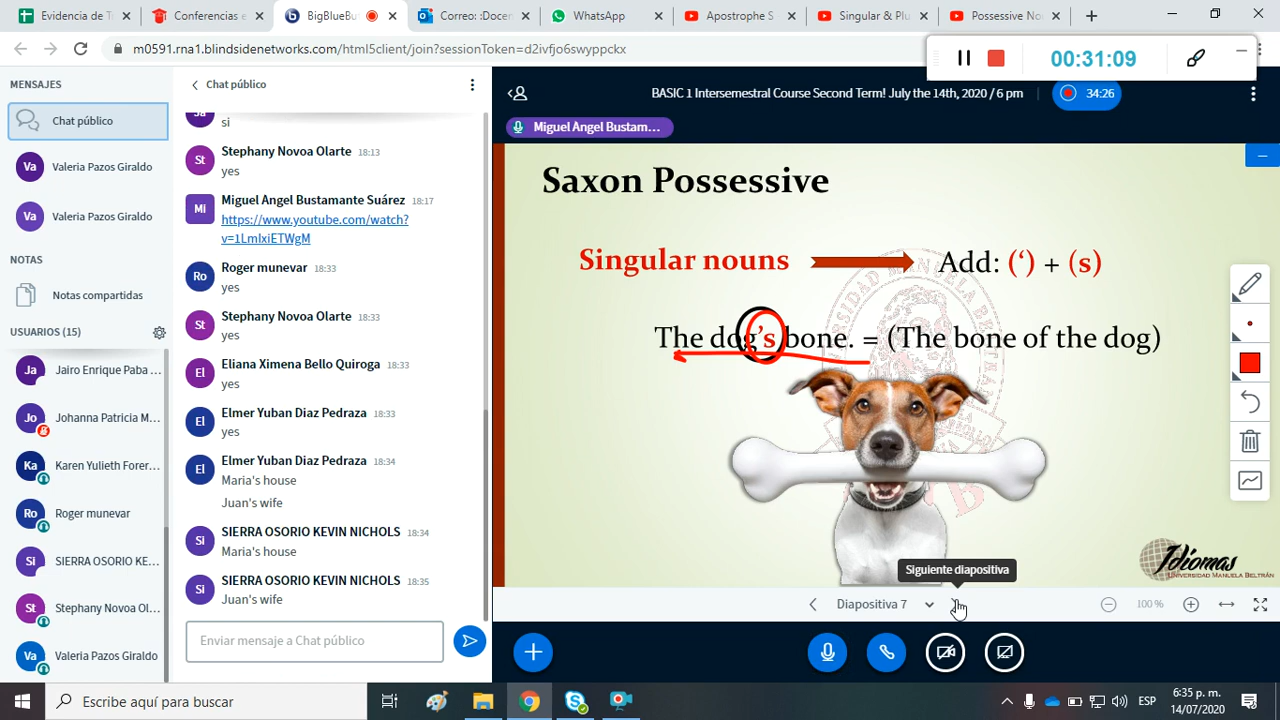 Evidencia de T
Conferencias e
BigBlueBu
Correo: :Docen
WhatsApp
Apostrophe S
Singular & Plu
Possessive No
m0591.rna1.blindsidenetworks.com/html5client/join?sessionToken=d2ivfjo6swyppckx
00:31:09
MENSAJES
Chat público
Valeria Pazos Giraldo
Valeria Pazos Giraldo
NOTAS
Notas compartidas
USUARIOS (15)
Jairo Enrique Paba ...
Johanna Patricia M...
Karen Yulieth Forer...
Roger munevar
SIERRA OSORIO KE...
Stephany Novoa Ol...
Valeria Pazos Giraldo
Chat público
si
Stephany Novoa Olarte 18:13
yes
Miguel Angel Bustamante Suárez 18:17
https://www.youtube.com/watch?
v=1LmIxiETWgM
Roger munevar 18:33
yes
Stephany Novoa Olarte 18:33
yes
Eliana Ximena Bello Quiroga 18:33
yes
Elmer Yuban Diaz Pedraza 18:33
yes
Elmer Yuban Diaz Pedraza 18:34
Maria's house
Juan's wife
SIERRA OSORIO KEVIN NICHOLS 18:34
Maria's house
SIERRA OSORIO KEVIN NICHOLS 18:35
Juan's wife
Enviar mensaje a Chat público
BASIC 1 Intersemestral Course Second Term! July the 14th, 2020 / 6 pm
34:26
Miguel Angel Bustam...
Saxon Possessive
Singular nouns Add: (‘) + (s)
The dog’s bone. = (The bone of the dog)
Idiomas
UNIVERSIDAD MANUELA BELTRÁN
Siguiente diapositiva
Diapositiva 7
100 %
Escribe aquí para buscar
ESP
6:35 p. m.
14/07/2020